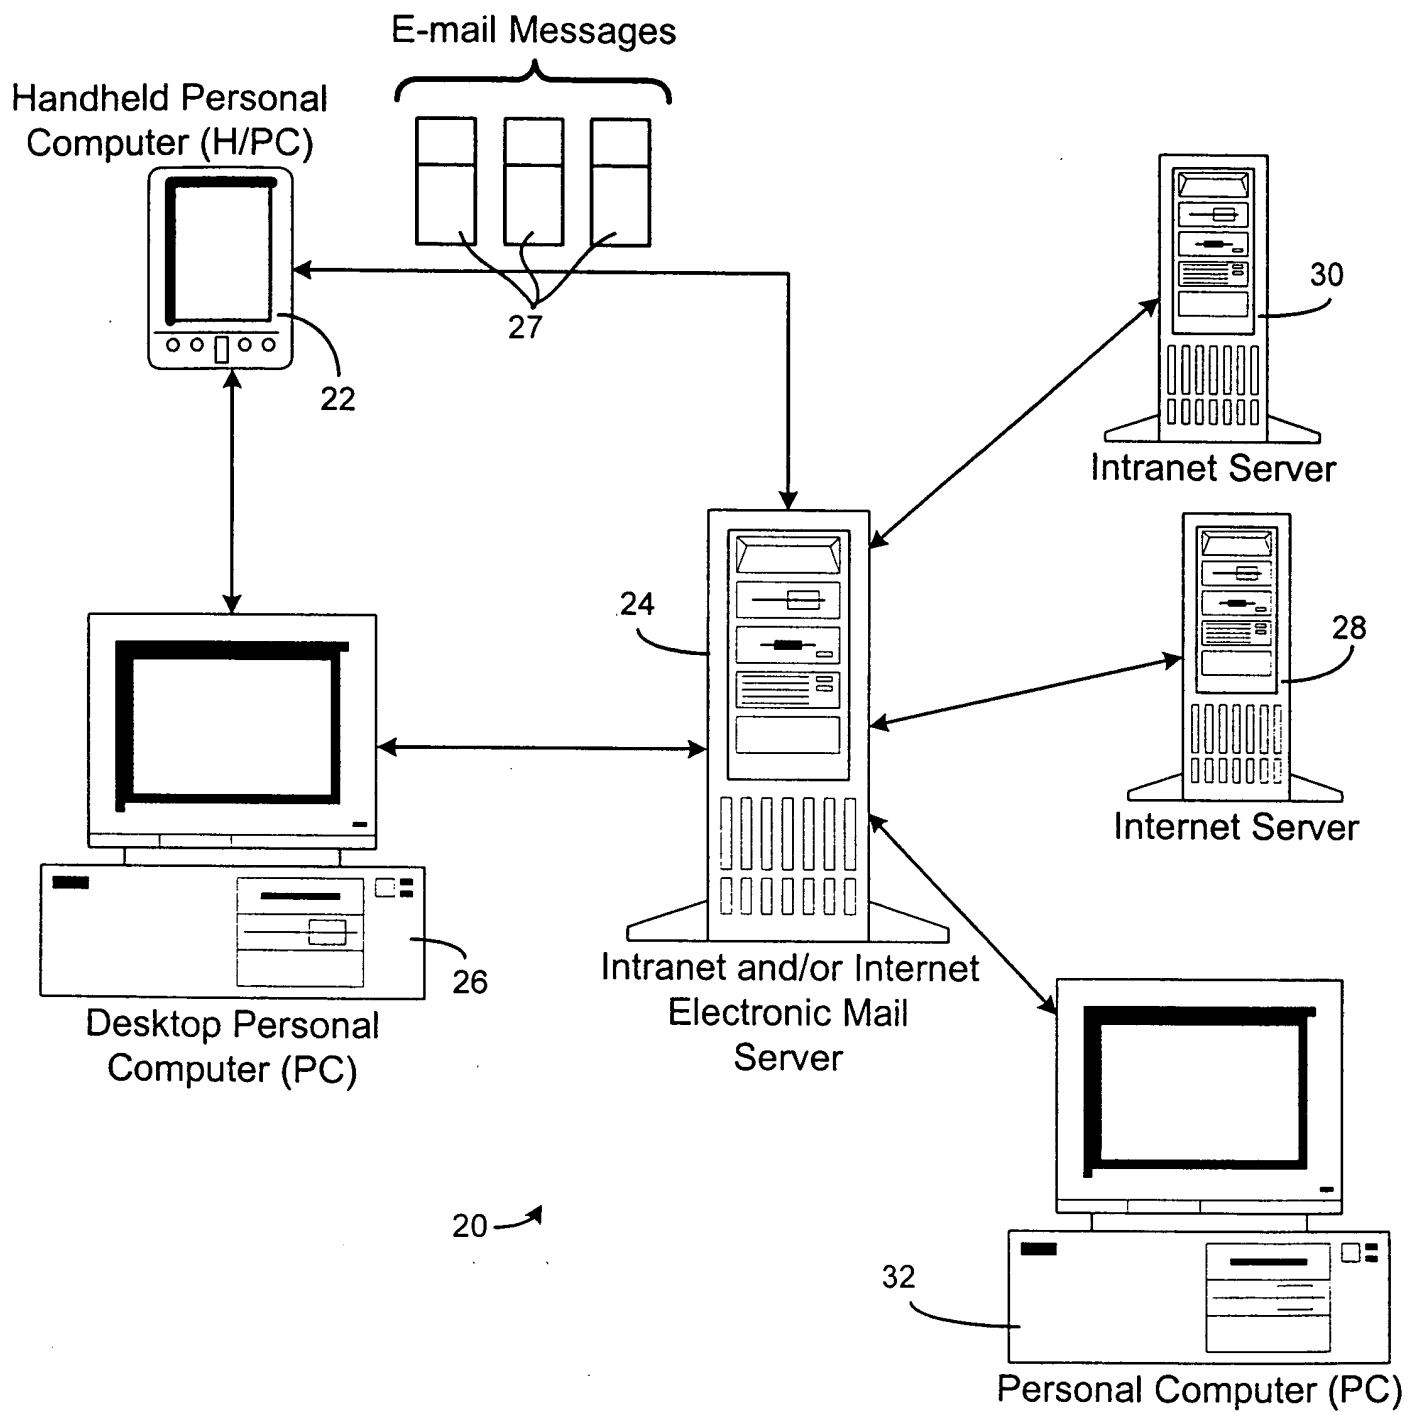 E-mail Messages
Handheld Personal
Computer (H/PC)
27
22
30
Intranet Server
24
28
Internet Server
26
Desktop Personal
Computer (PC)
Intranet and/or Internet
Electronic Mail
Server
20
32
Personal Computer (PC)